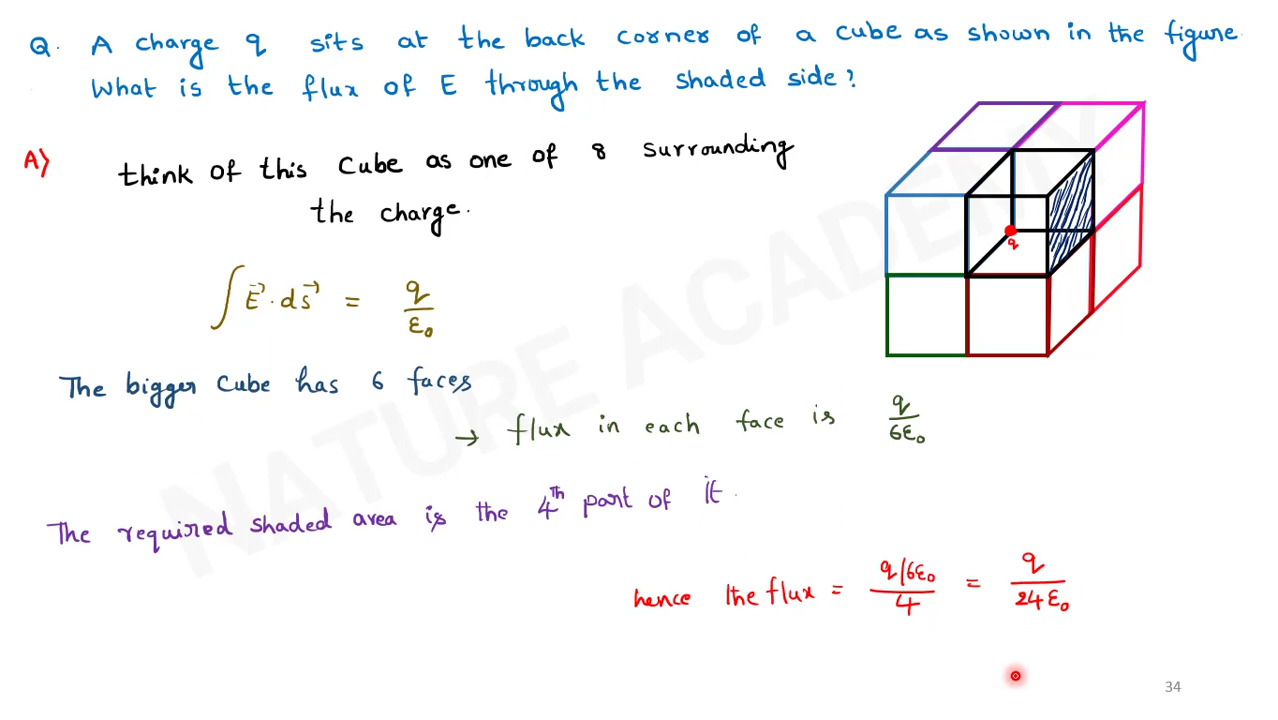 Q. A charge q sits at the back corner of a cube as shown in the figure.
What is the flux of E through the shaded side?
A) think of this cube as one of 8 surrounding
the charge.
∫ E⃗ · ds⃗ = q/ε₀
The bigger cube has 6 faces
→ flux in each face is q/6ε₀
The required shaded area is the 4th part of it.
hence the flux = (q/6ε₀)/4 = q/24ε₀
q
NATURE ACADEMY
34